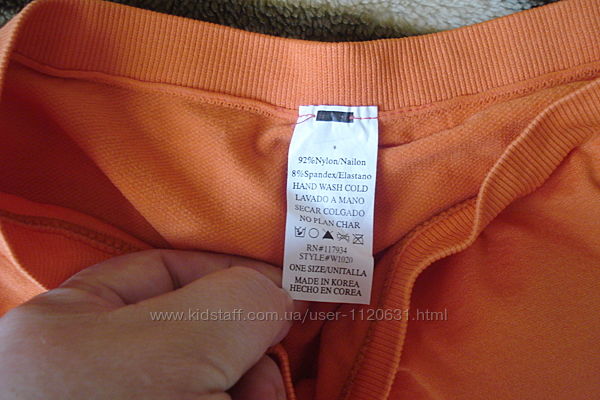 92%Nylon/Nailon
8%Spandex/Elastano
HAND WASH COLD
LAVADO A MANO
SECAR COLGADO
NO PLAN CHAR
RN#117934
STYLE#W1020
ONE SIZE/UNITALLA
MADE IN KOREA
HECHO EN COREA
www.kidstaff.com.ua/user-1120631.html